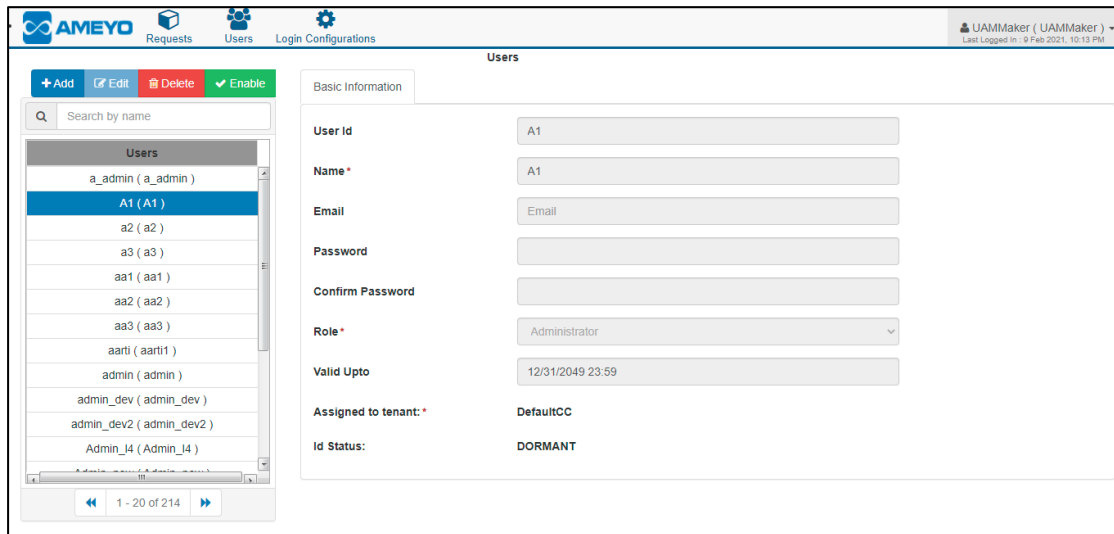 AMEYO
Requests
Users
Login Configurations
UAMMaker ( UAMMaker )
Last Logged In : 9 Feb 2021, 10:13 PM
Users
Add Edit Delete Enable
Search by name
Users
a_admin ( a_admin )
A1 ( A1 )
a2 ( a2 )
a3 ( a3 )
aa1 ( aa1 )
aa2 ( aa2 )
aa3 ( aa3 )
aarti ( aarti1 )
admin ( admin )
admin_dev ( admin_dev )
admin_dev2 ( admin_dev2 )
Admin_l4 ( Admin_l4 )
1 - 20 of 214
Basic Information
User Id A1
Name* A1
Email Email
Password
Confirm Password
Role* Administrator
Valid Upto 12/31/2049 23:59
Assigned to tenant:* DefaultCC
Id Status: DORMANT